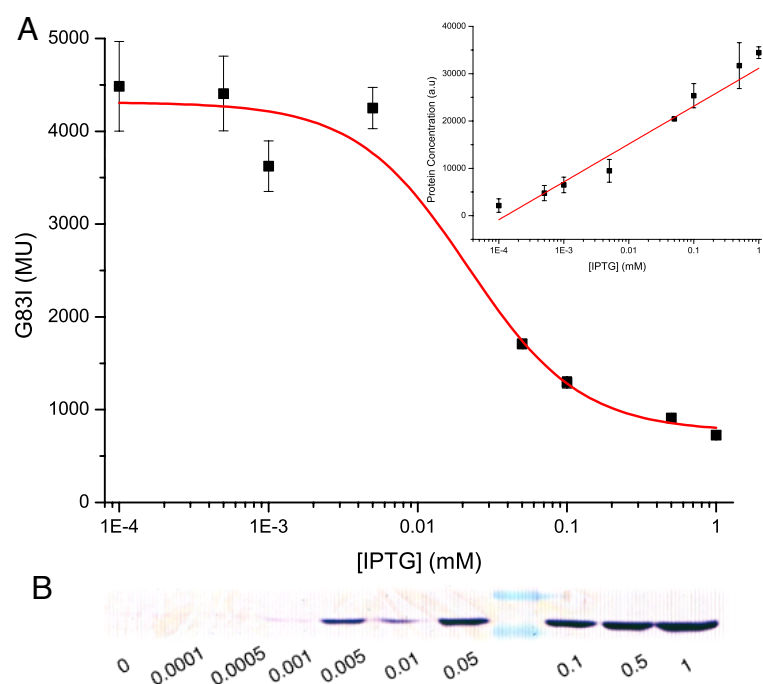 A
G83I (MU)
5000
4000
3000
2000
1000
0
1E-4 1E-3 0.01 0.1 1
[IPTG] (mM)
Protein Concentration (a.u)
40000
30000
20000
10000
0
1E-4 1E-3 0.01 0.1 1
[IPTG] (mM)
B
0 0.0001 0.0005 0.001 0.005 0.01 0.05 0.1 0.5 1